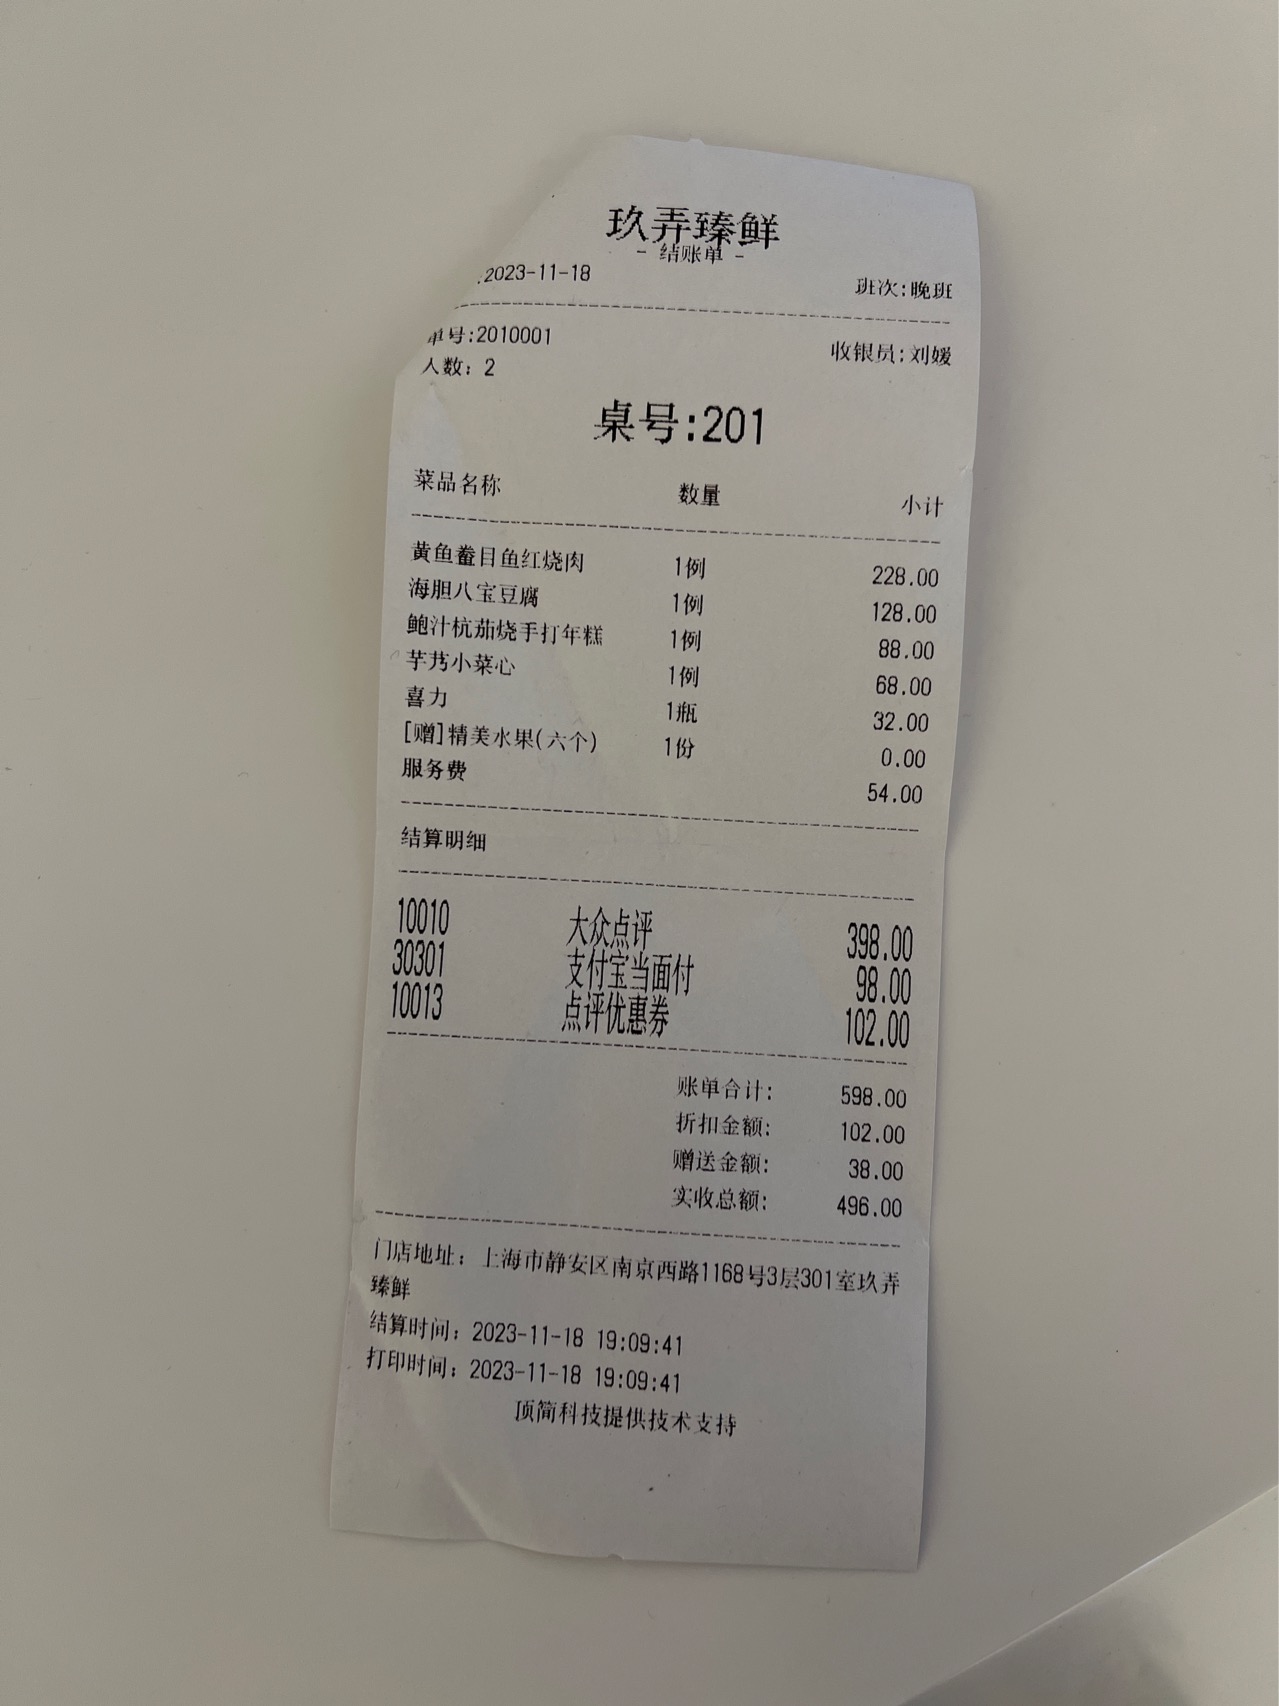 玖弄臻鲜
- 结账单 -
:2023-11-18 班次:晚班
单号:2010001 收银员:刘媛
人数: 2
桌号:201
菜品名称 数量 小计
黄鱼鲞目鱼红烧肉 1例 228.00
海胆八宝豆腐 1例 128.00
鲍汁杭茄烧手打年糕 1例 88.00
芋艿小菜心 1例 68.00
喜力 1瓶 32.00
[赠]精美水果(六个) 1份 0.00
服务费 54.00
结算明细
10010 大众点评 398.00
30301 支付宝当面付 98.00
10013 点评优惠券 102.00
账单合计: 598.00
折扣金额: 102.00
赠送金额: 38.00
实收总额: 496.00
门店地址: 上海市静安区南京西路1168号3层301室玖弄
臻鲜
结算时间: 2023-11-18 19:09:41
打印时间: 2023-11-18 19:09:41
顶简科技提供技术支持